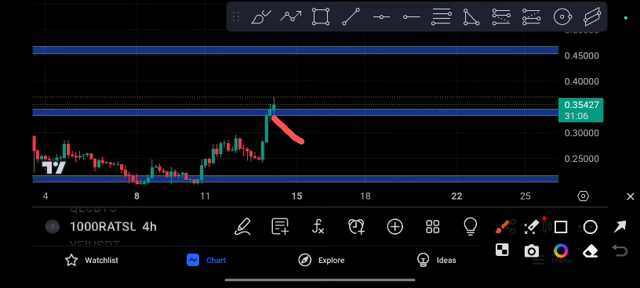 0.45000
0.40000
0.35427
31:06
0.30000
0.25000
4
8
11
15
18
22
25
1 1000RATSU 4h
Watchlist
Chart
Explore
Ideas